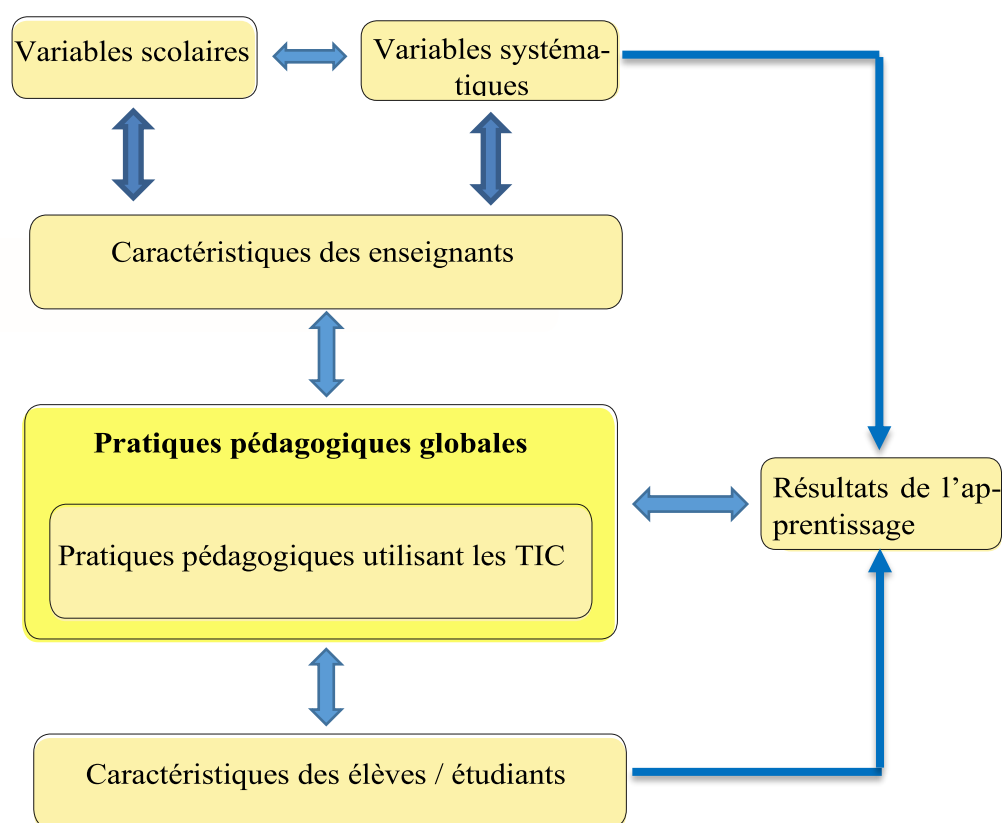 Variables scolaires
Variables systéma-
tiques
Caractéristiques des enseignants
Pratiques pédagogiques globales
Pratiques pédagogiques utilisant les TIC
Résultats de l’ap-
prentissage
Caractéristiques des élèves / étudiants